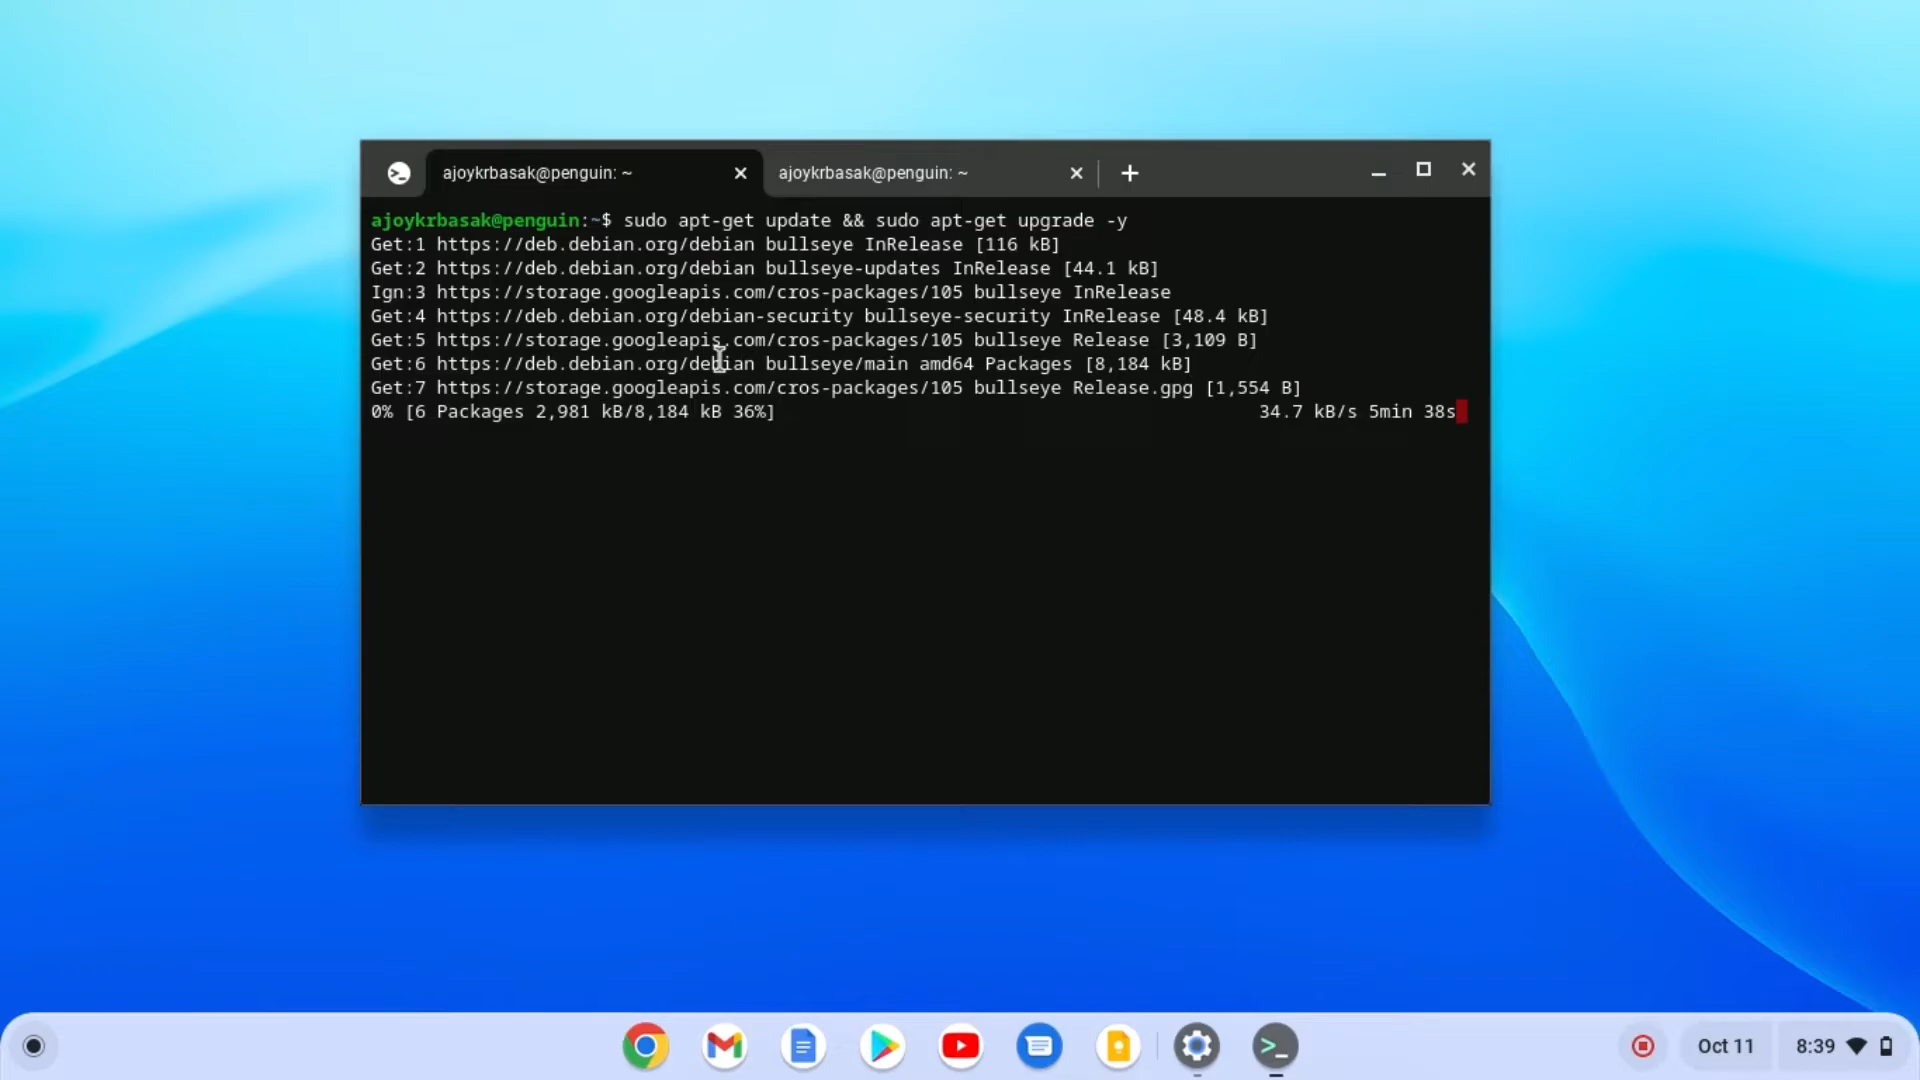 ajoykrbasak@penguin: ~
ajoykrbasak@penguin: ~
ajoykrbasak@penguin:~$ sudo apt-get update && sudo apt-get upgrade -y
Get:1 https://deb.debian.org/debian bullseye InRelease [116 kB]
Get:2 https://deb.debian.org/debian bullseye-updates InRelease [44.1 kB]
Ign:3 https://storage.googleapis.com/cros-packages/105 bullseye InRelease
Get:4 https://deb.debian.org/debian-security bullseye-security InRelease [48.4 kB]
Get:5 https://storage.googleapis.com/cros-packages/105 bullseye Release [3,109 B]
Get:6 https://deb.debian.org/debian bullseye/main amd64 Packages [8,184 kB]
Get:7 https://storage.googleapis.com/cros-packages/105 bullseye Release.gpg [1,554 B]
0% [6 Packages 2,981 kB/8,184 kB 36%] 34.7 kB/s 5min 38s
Oct 11
8:39